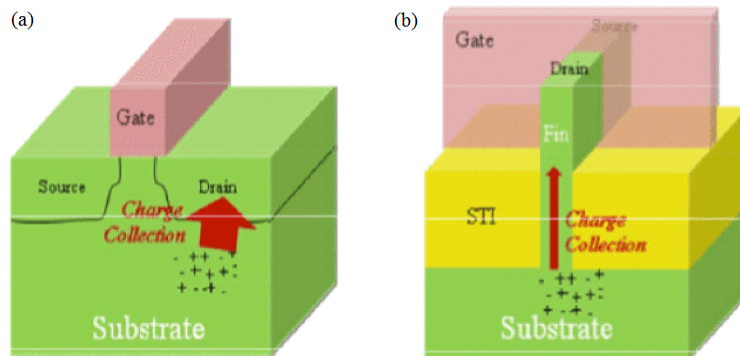 (a)
Gate
Source
Drain
Charge
Collection
- ++ -:
+-++-
-+-+ +
Substrate
(b)
Gate
Source
Drain
Fin
STI
Charge
Collection
- ++ -:
+-++-
-+-+ +
Substrate